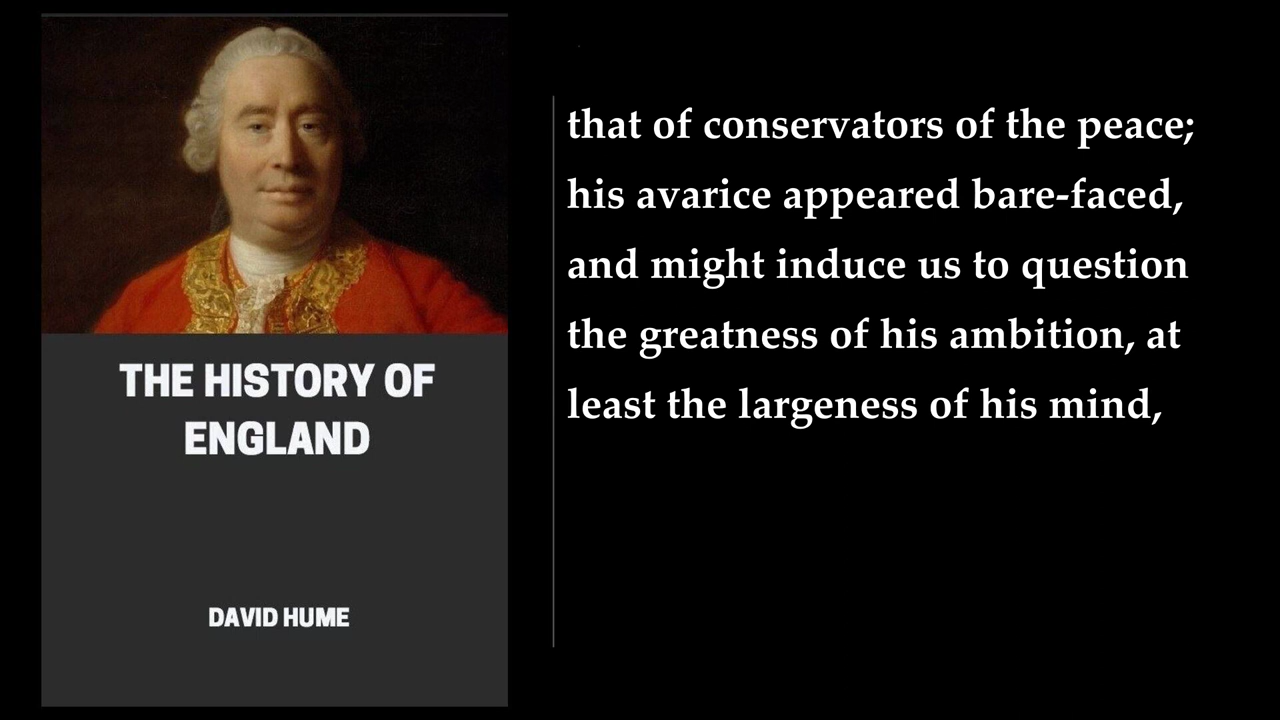 THE HISTORY OF
ENGLAND
DAVID HUME
that of conservators of the peace;
his avarice appeared bare-faced,
and might induce us to question
the greatness of his ambition, at
least the largeness of his mind,